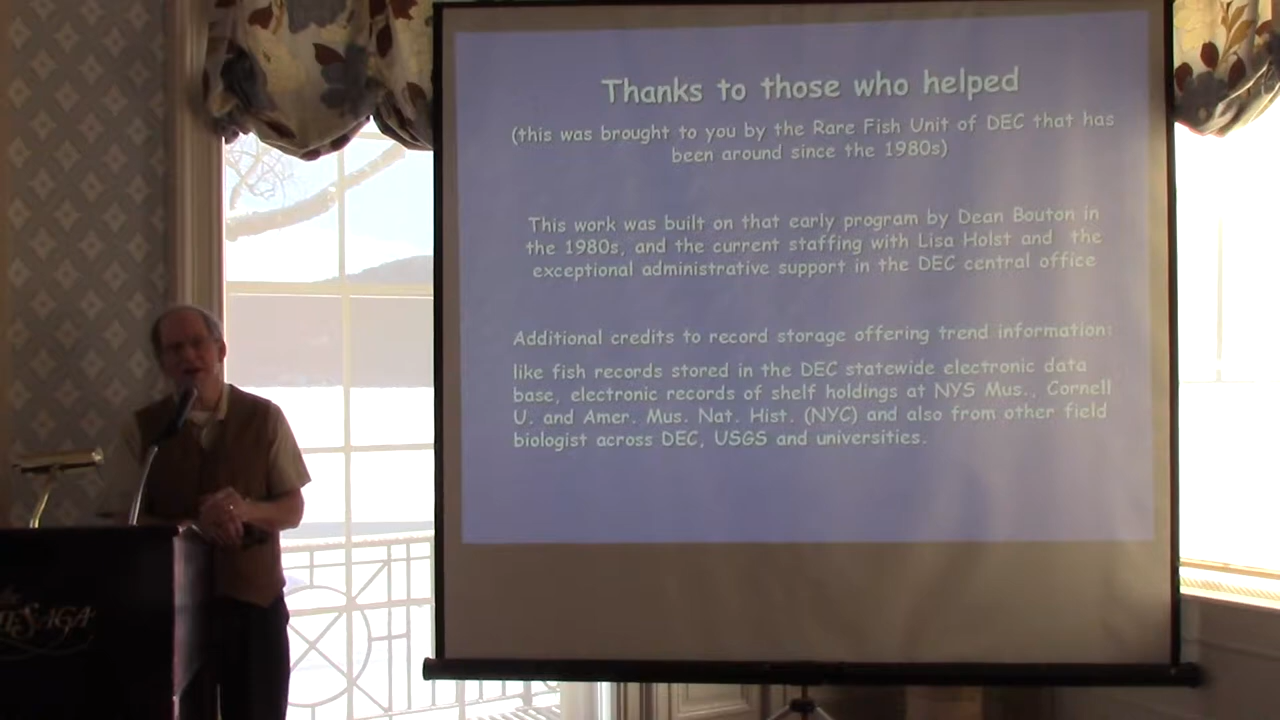 Thanks to those who helped
(this was brought to you by the Rare Fish Unit of DEC that has
been around since the 1980s)
This work was built on that early program by Dean Bouton in
the 1980s, and the current staffing with Lisa Holst and the
exceptional administrative support in the DEC central office
Additional credits to record storage offering trend information:
like fish records stored in the DEC statewide electronic data
base, electronic records of shelf holdings at NYS Mus., Cornell
U. and Amer. Mus. Nat. Hist. (NYC) and also from other field
biologist across DEC, USGS and universities.